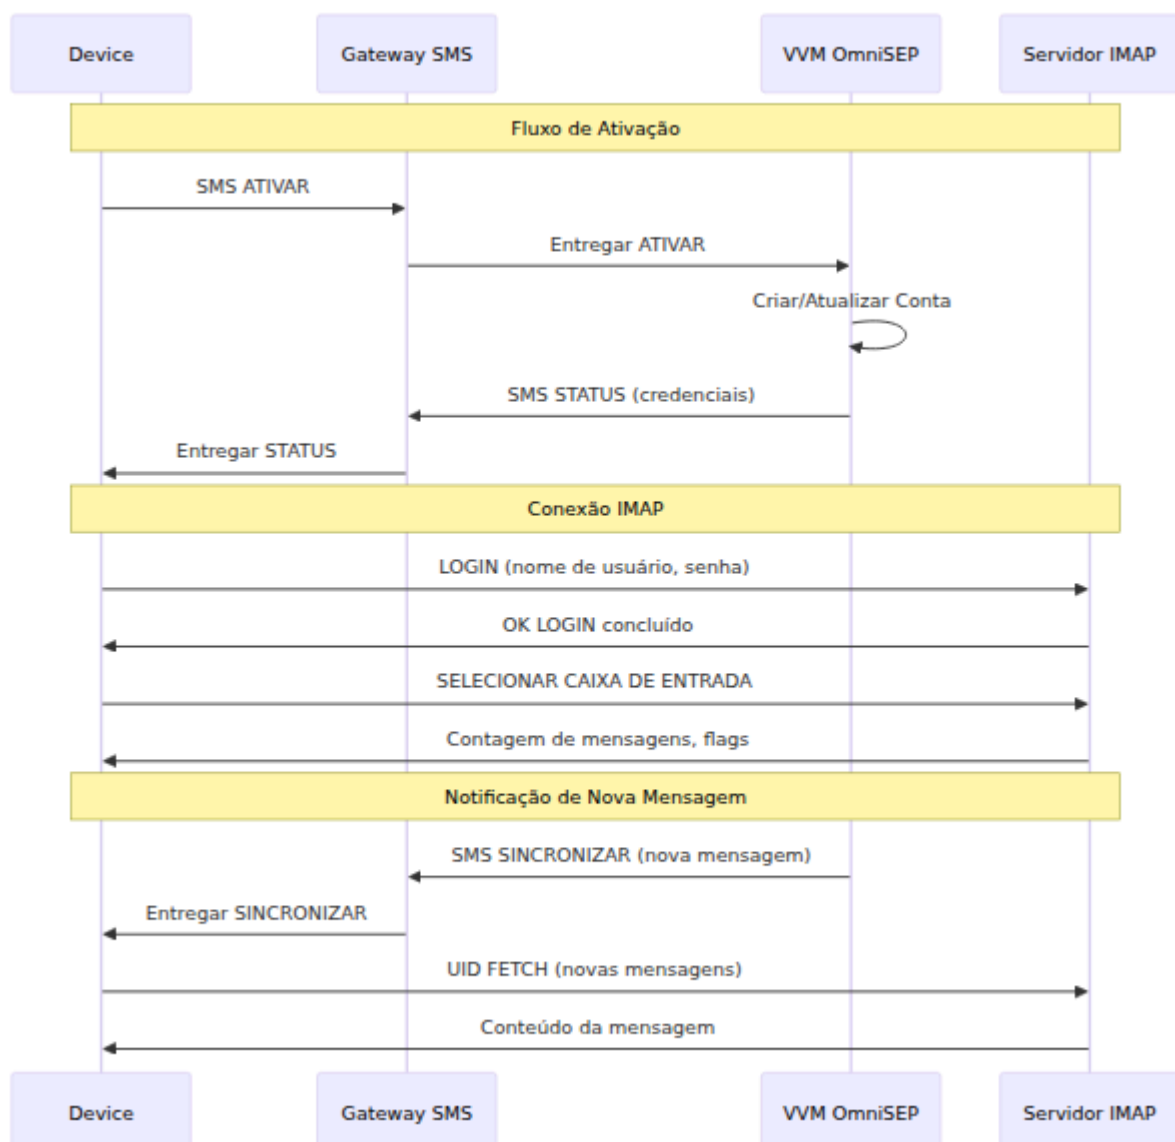 Device
Gateway SMS
VVM OmniSEP
Servidor IMAP
Fluxo de Ativação
SMS ATIVAR
Entregar ATIVAR
Criar/Atualizar Conta
SMS STATUS (credenciais)
Entregar STATUS
Conexão IMAP
LOGIN (nome de usuário, senha)
OK LOGIN concluído
SELECIONAR CAIXA DE ENTRADA
Contagem de mensagens, flags
Notificação de Nova Mensagem
SMS SINCRONIZAR (nova mensagem)
Entregar SINCRONIZAR
UID FETCH (novas mensagens)
Conteúdo da mensagem
Device
Gateway SMS
VVM OmniSEP
Servidor IMAP